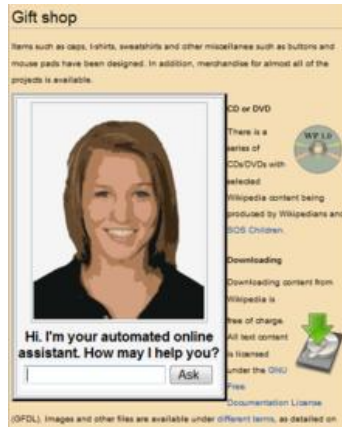 Gift shop
Items such as caps, t-shirts, sweatshirts and other miscellanea such as buttons and
mouse pads have been designed. In addition, merchandise for almost all of the
projects is available.
CD or DVD
There is a
series of
CDs/DVDs with
selected
Wikipedia content being
produced by Wikipedians and
SOS Children.
WP 1.0
Downloading
Downloading content from
Wikipedia is
free of charge.
All text content
is licensed
under the GNU
Free
Documentation License
(GFDL). Images and other files are available under different terms, as detailed on
Hi. I'm your automated online
assistant. How may I help you?
Ask